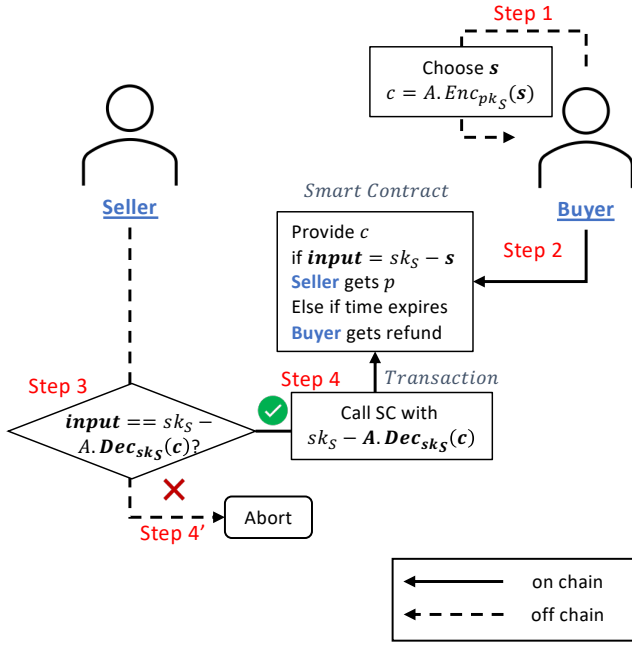 Step 1
Choose s
c = A.Enc_{pk_S}(s)
Seller
Buyer
Smart Contract
Step 2
Provide c
if input = sk_S − s
Seller gets p
Else if time expires
Buyer gets refund
Step 3
Step 4
Transaction
input == sk_S −
A.Dec_{sk_S}(c)?
Call SC with
sk_S − A.Dec_{sk_S}(c)
Step 4’
Abort
on chain
off chain